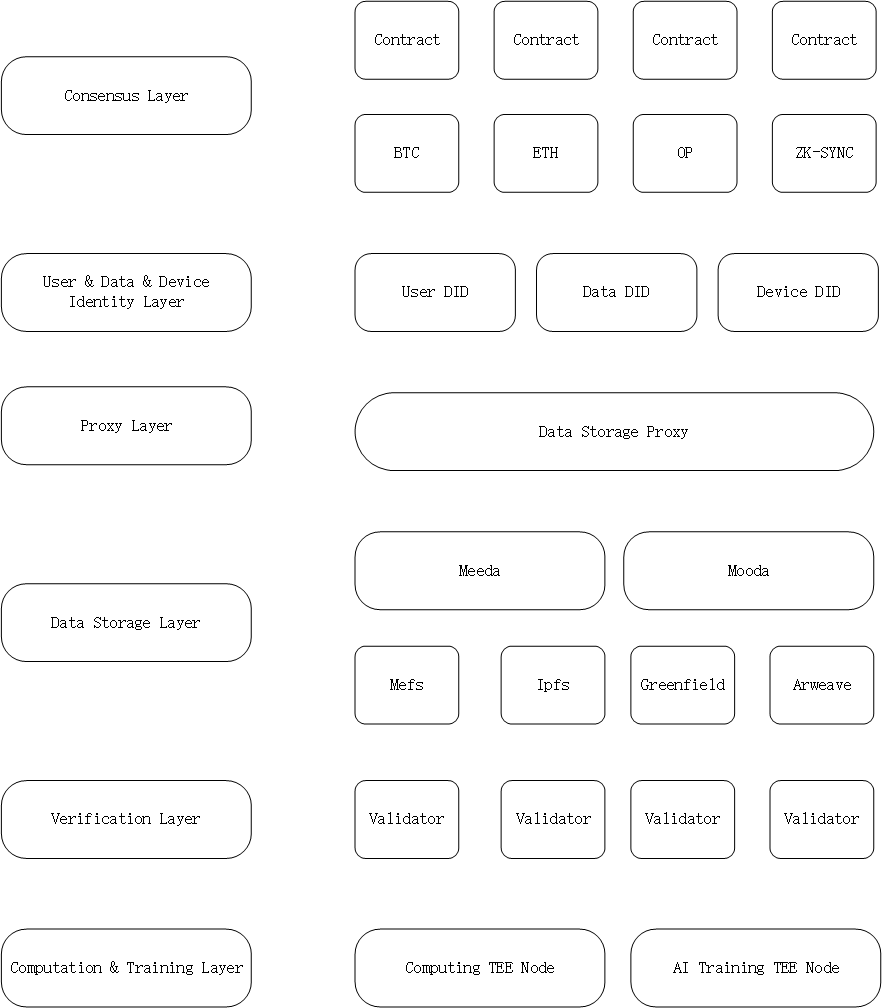 Contract Contract Contract Contract
Consensus Layer
BTC ETH OP ZK-SYNC
User & Data & Device
Identity Layer
User DID Data DID Device DID
Proxy Layer
Data Storage Proxy
Meeda Mooda
Data Storage Layer
Mefs Ipfs Greenfield Arweave
Verification Layer Validator Validator Validator Validator
Computation & Training Layer Computing TEE Node AI Training TEE Node